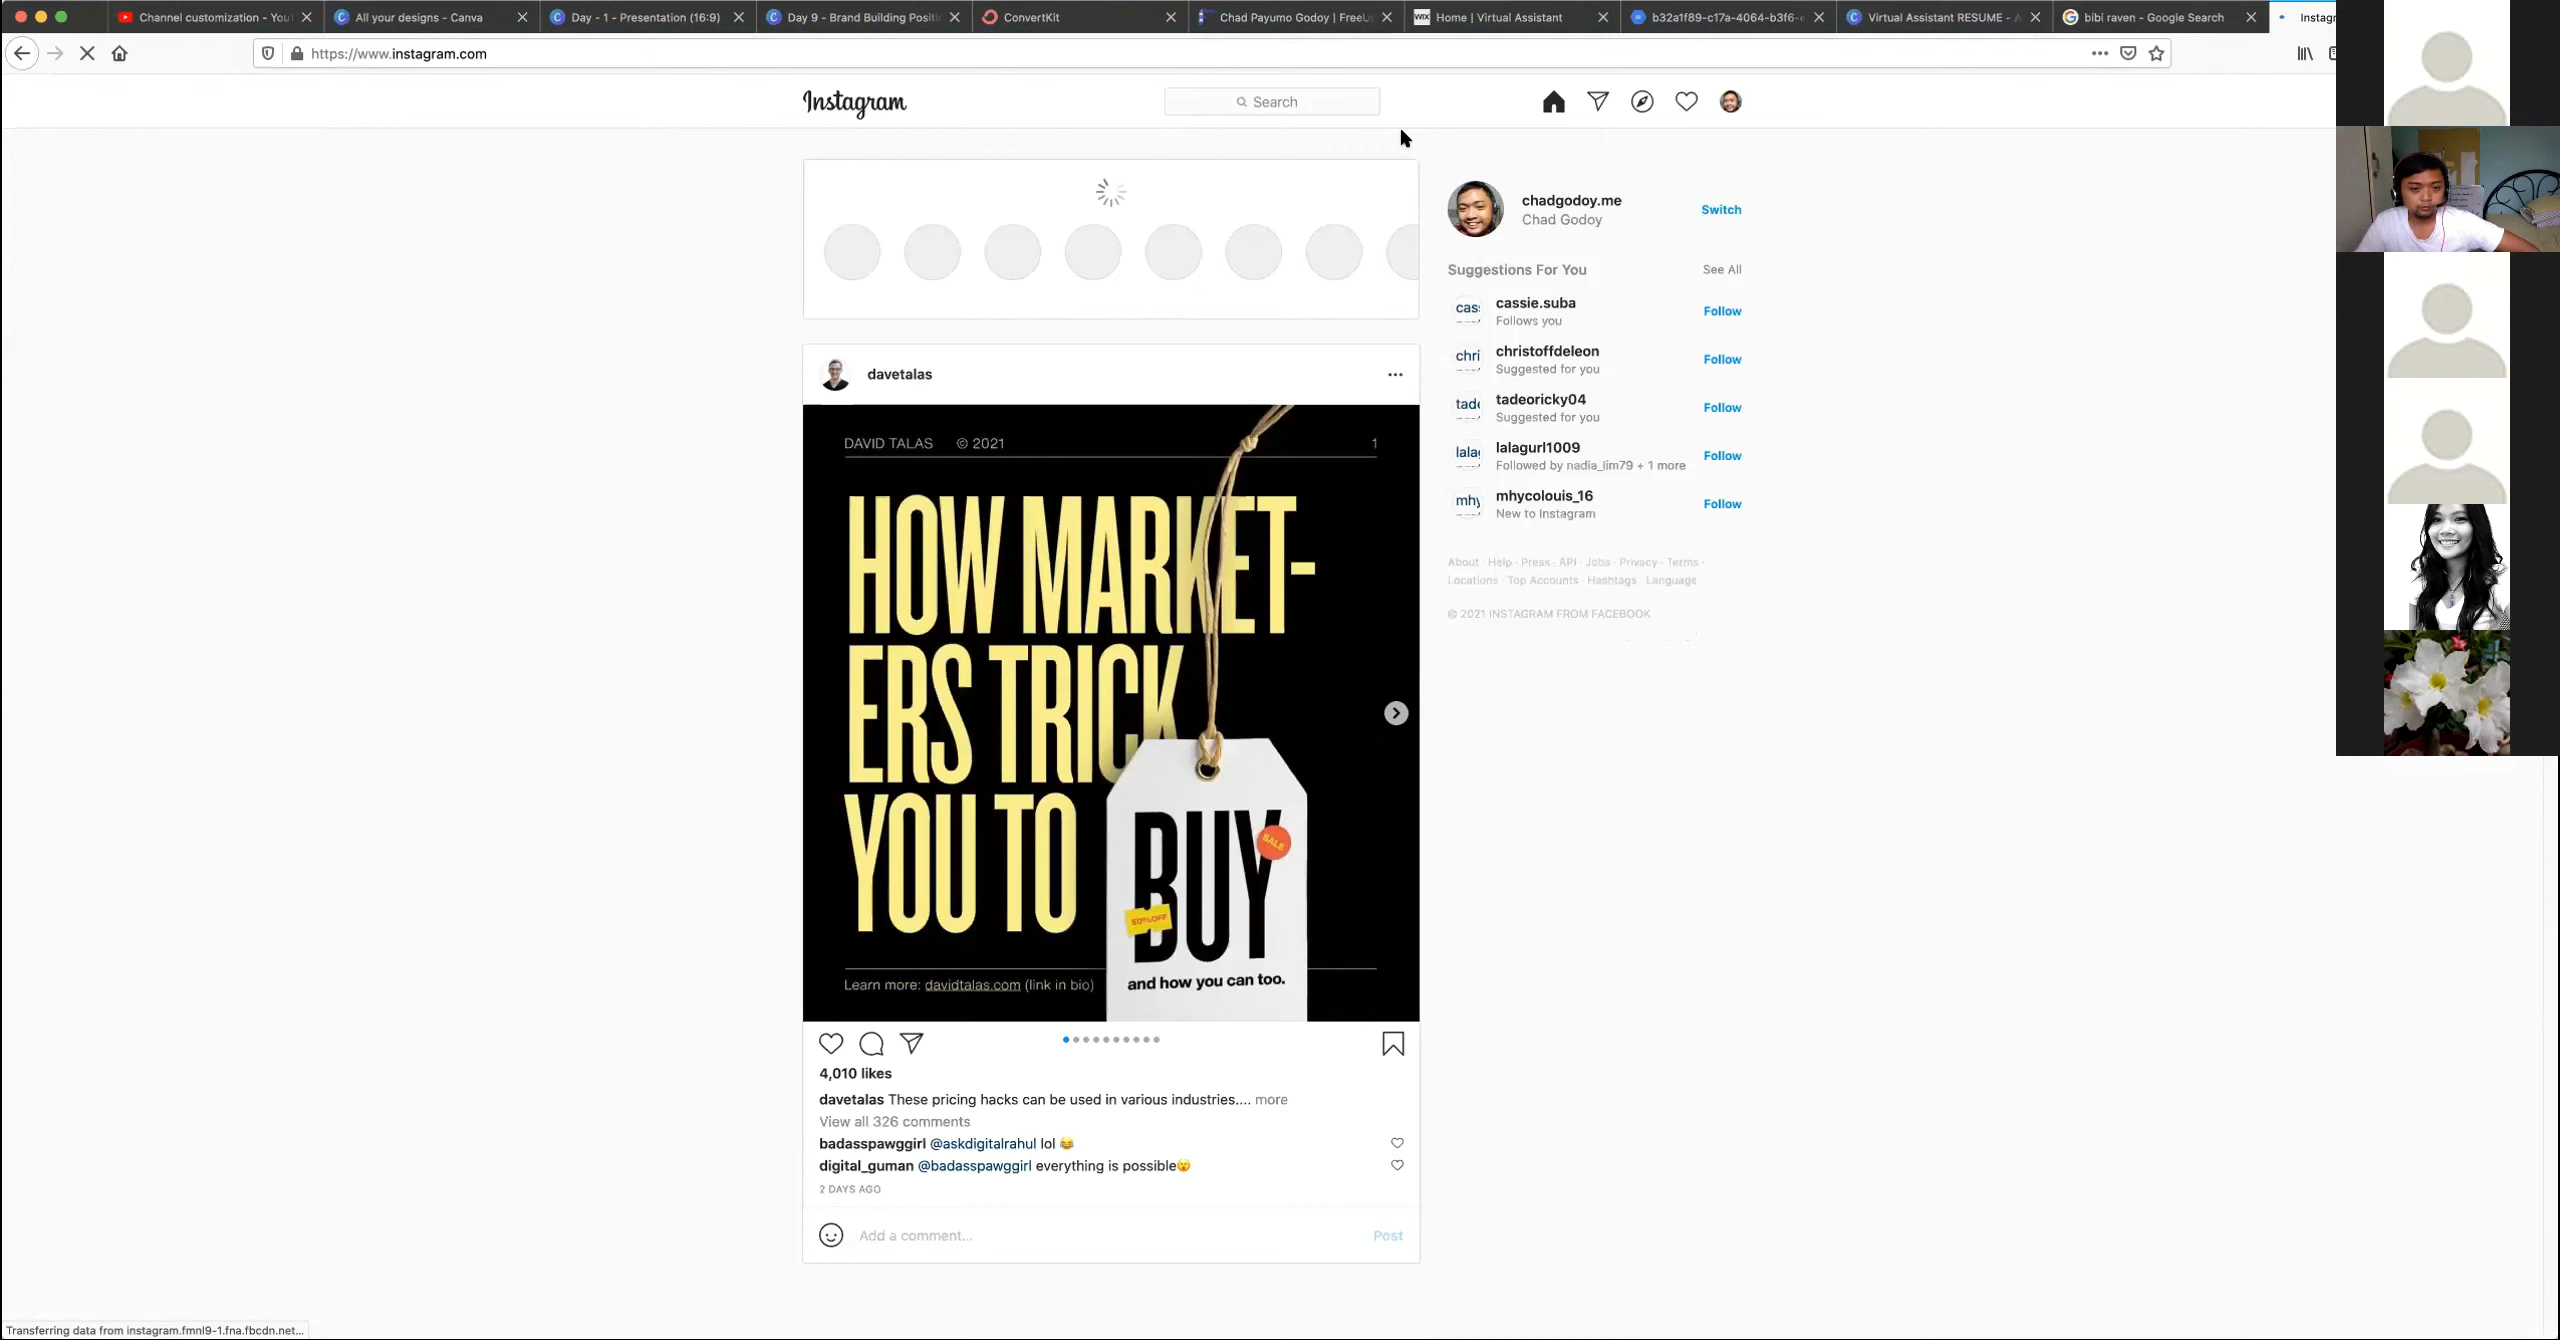 Channel customization - You
All your designs - Canva
Day - 1 - Presentation (16:9)
Day 9 - Brand Building Positi
ConvertKit
Chad Payumo Godoy | FreeU
Home | Virtual Assistant
b32a1f89-c17a-4064-b3f6-
Virtual Assistant RESUME -
bibi raven - Google Search
Instagr
https://www.instagram.com
Instagram
Search
chadgodoy.me
Chad Godoy
Switch
Suggestions For You
See All
cas
cassie.suba
Follows you
Follow
chri
christoffdeleon
Suggested for you
Follow
tade
tadeoricky04
Suggested for you
Follow
lala
lalagurl1009
Followed by nadia_lim79 + 1 more
Follow
mhy
mhycolouis_16
New to Instagram
Follow
About · Help · Press · API · Jobs · Privacy · Terms ·
Locations · Top Accounts · Hashtags · Language
© 2021 INSTAGRAM FROM FACEBOOK
davetalas
DAVID TALAS © 2021 1
HOW MARKET-
ERS TRICK
YOU TO
BUY
SALE
50% OFF
and how you can too.
Learn more: davidtalas.com (link in bio)
4,010 likes
davetalas These pricing hacks can be used in various industries.... more
View all 326 comments
badasspawggirl @askdigitalrahul lol 😂
digital_guman @badasspawggirl everything is possible😮
2 DAYS AGO
Add a comment...
Post
Transferring data from instagram.fmnl9-1.fna.fbcdn.net...